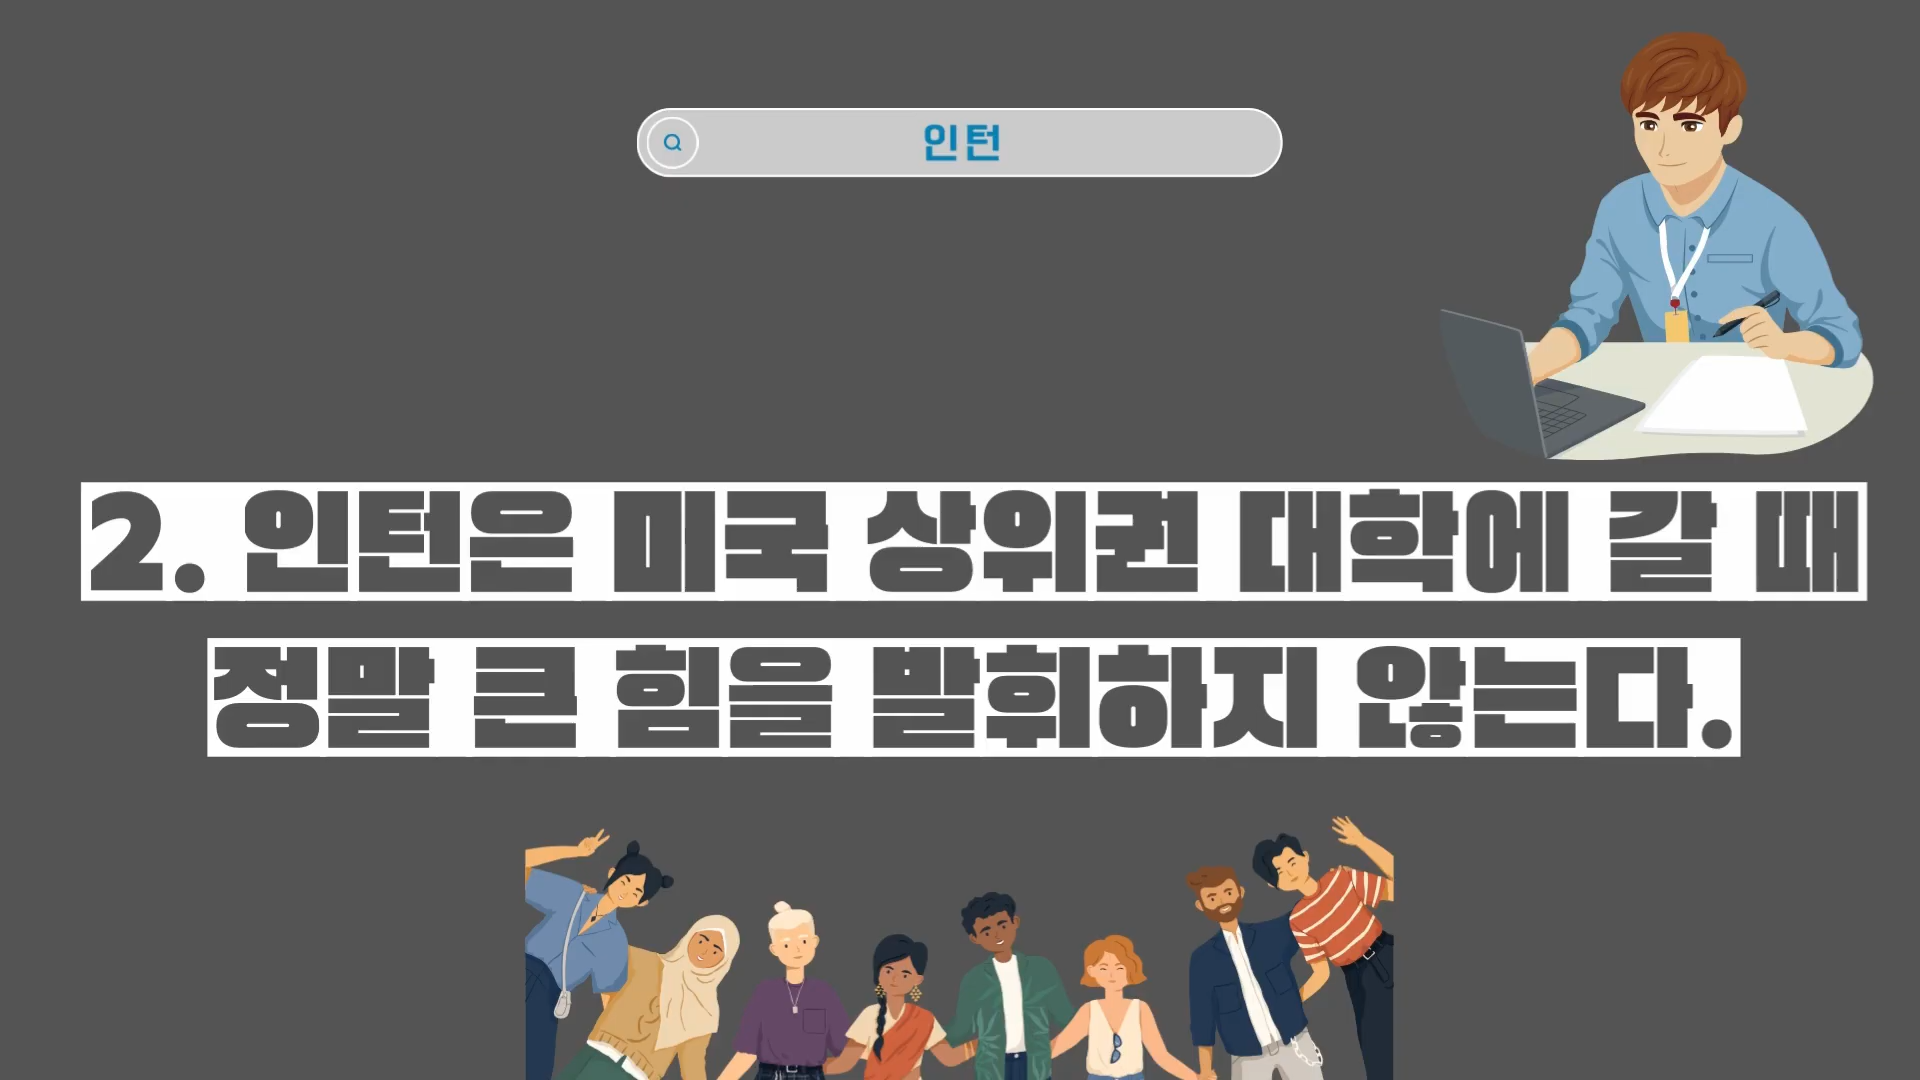 인턴
2. 인턴은 미국 상위권 대학에 갈 때
정말 큰 힘을 발휘하지 않는다.